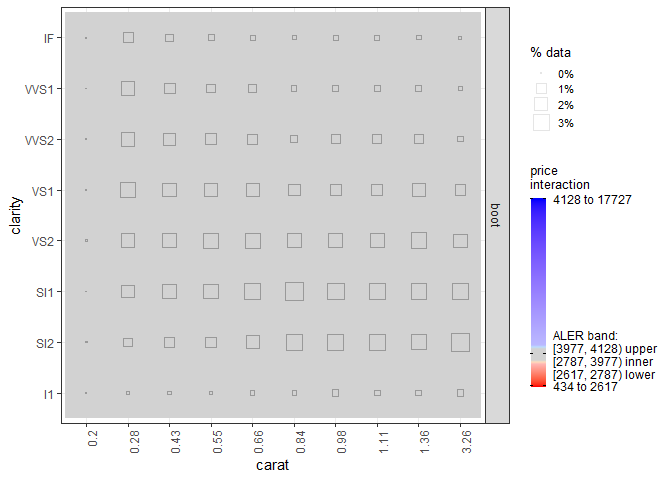 IF
VVS1
VVS2
VS1
VS2
SI1
SI2
I1
clarity
0.2
0.28
0.43
0.55
0.66
0.84
0.98
1.11
1.36
3.26
carat
boot
% data
0%
1%
2%
3%
price
interaction
4128 to 17727
ALER band:
[3977, 4128) upper
[2787, 3977) inner
[2617, 2787) lower
434 to 2617